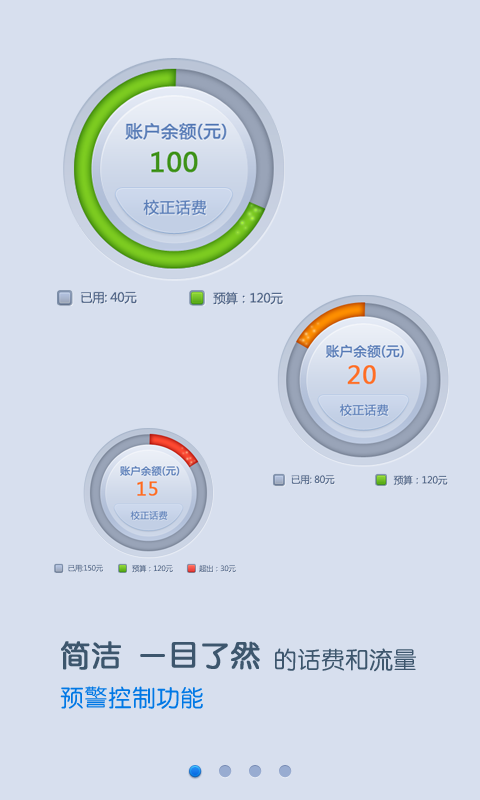 账户余额(元)
100
校正话费
已用: 40元 预算：120元
账户余额(元)
20
校正话费
已用: 80元 预算：120元
账户余额(元)
15
校正话费
已用:150元 预算：120元 超出：30元
简洁 一目了然 的话费和流量
预警控制功能